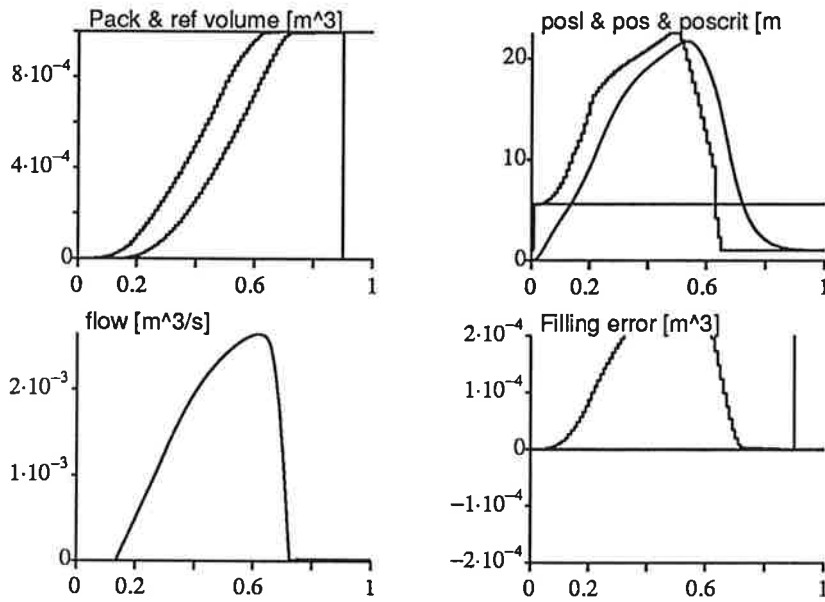 Pack & ref volume [m^3]
8·10⁻⁴
4·10⁻⁴
0
0 0.2 0.6 1
posl & pos & poscrit [m
20
10
0
0 0.2 0.6 1
flow [m^3/s]
2·10⁻³
1·10⁻³
0
0 0.2 0.6 1
Filling error [m^3]
2·10⁻⁴
1·10⁻⁴
0
−1·10⁻⁴
−2·10⁻⁴
0 0.2 0.6 1